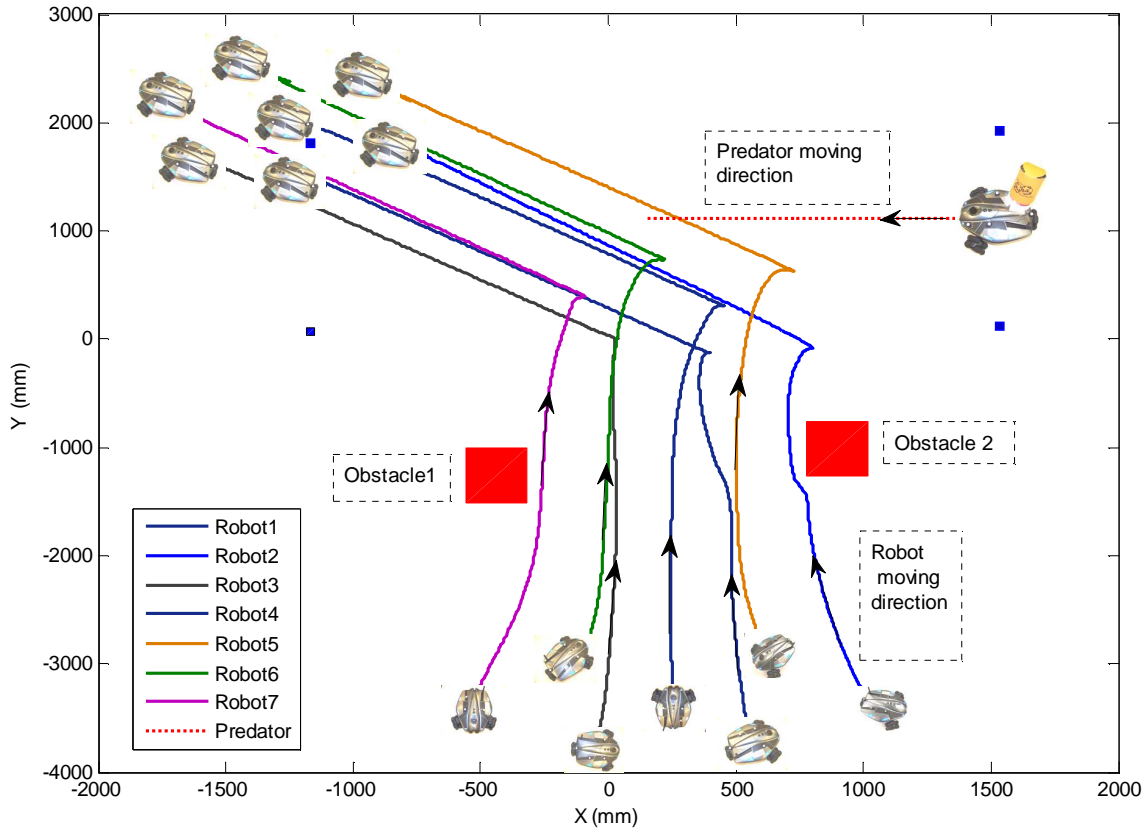 3000
2000
1000
0
-1000
-2000
-3000
-4000
Y (mm)
Predator moving
direction
Obstacle1
Obstacle 2
Robot
moving
direction
Robot1
Robot2
Robot3
Robot4
Robot5
Robot6
Robot7
Predator
-2000 -1500 -1000 -500 0 500 1000 1500 2000
X (mm)